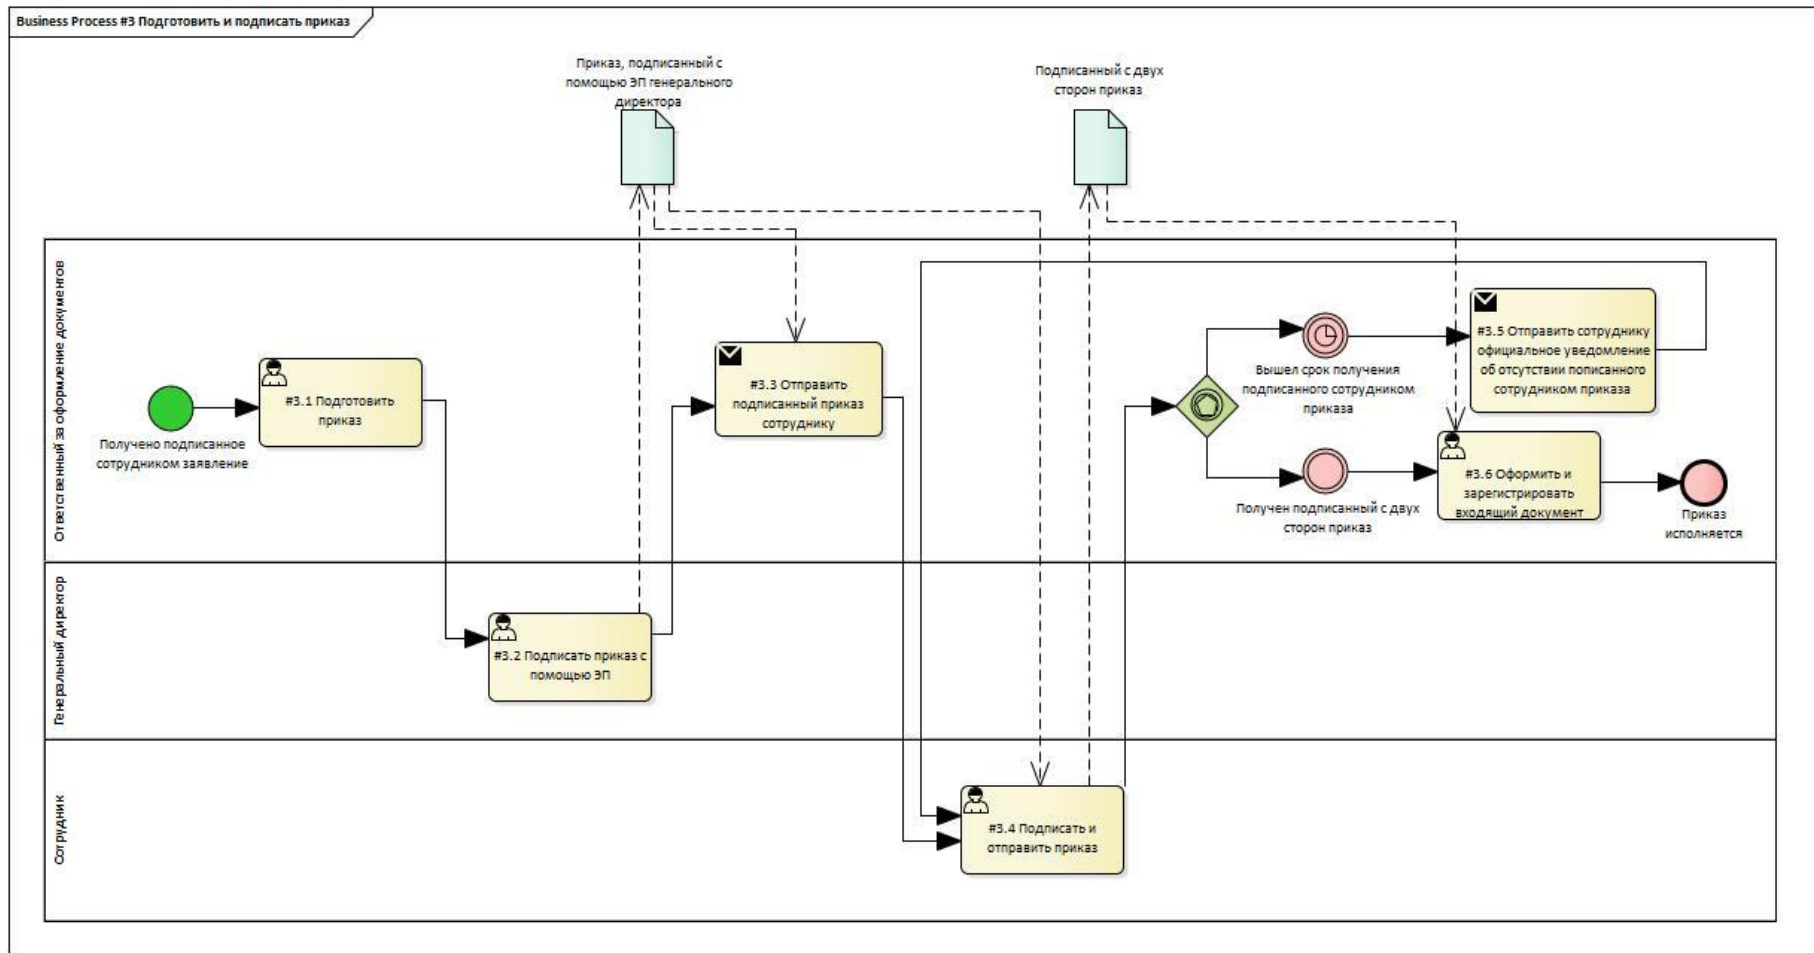 Business Process #3 Подготовить и подписать приказ
Приказ, подписанный с
помощью ЭП генерального
директора
Подписанный с двух
сторон приказ
Ответственный за оформление документов
Получено подписанное
сотрудником заявление
#3.1 Подготовить
приказ
#3.3 Отправить
подписанный приказ
сотруднику
Вышел срок получения
подписанного сотрудником
приказа
#3.5 Отправить сотруднику
официальное уведомление
об отсутствии пописанного
сотрудником приказа
Получен подписанный с двух
сторон приказ
#3.6 Оформить и
зарегистрировать
входящий документ
Приказ
исполняется
Генеральный директор
#3.2 Подписать приказ с
помощью ЭП
Сотрудник
#3.4 Подписать и
отправить приказ